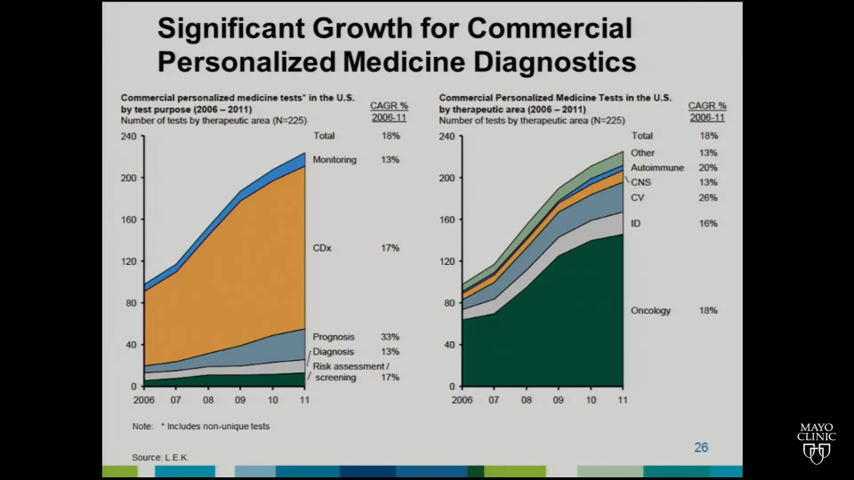 Significant Growth for Commercial
Personalized Medicine Diagnostics
Commercial personalized medicine tests* in the U.S.
by test purpose (2006 – 2011)
Number of tests by therapeutic area (N=225)
CAGR %
2006-11
240
200
160
120
80
40
0
2006 07 08 09 10 11
Total 18%
Monitoring 13%
CDx 17%
Prognosis 33%
Diagnosis 13%
Risk assessment /
screening 17%
Commercial Personalized Medicine Tests in the U.S.
by therapeutic area (2006 – 2011)
Number of tests by therapeutic area (N=225)
CAGR %
2006-11
240
200
160
120
80
40
0
2006 07 08 09 10 11
Total 18%
Other 13%
Autoimmune 20%
CNS 13%
CV 26%
ID 16%
Oncology 18%
Note: * Includes non-unique tests
Source: L.E.K.
26
MAYO
CLINIC